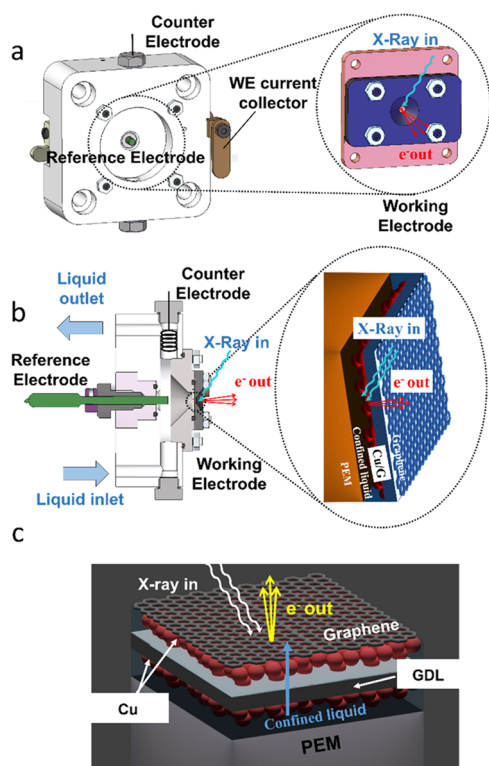 a
Counter
Electrode
WE current
collector
Reference Electrode
X-Ray in
e⁻out
Working
Electrode
b
Liquid
outlet
Counter
Electrode
X-Ray in
Reference
Electrode
e⁻ out
Working
Electrode
Liquid inlet
X-Ray in
e⁻ out
Graphene
Cu/G
Confined liquid
PEM
c
X-ray in
e⁻ out
Graphene
Cu
GDL
Confined liquid
PEM